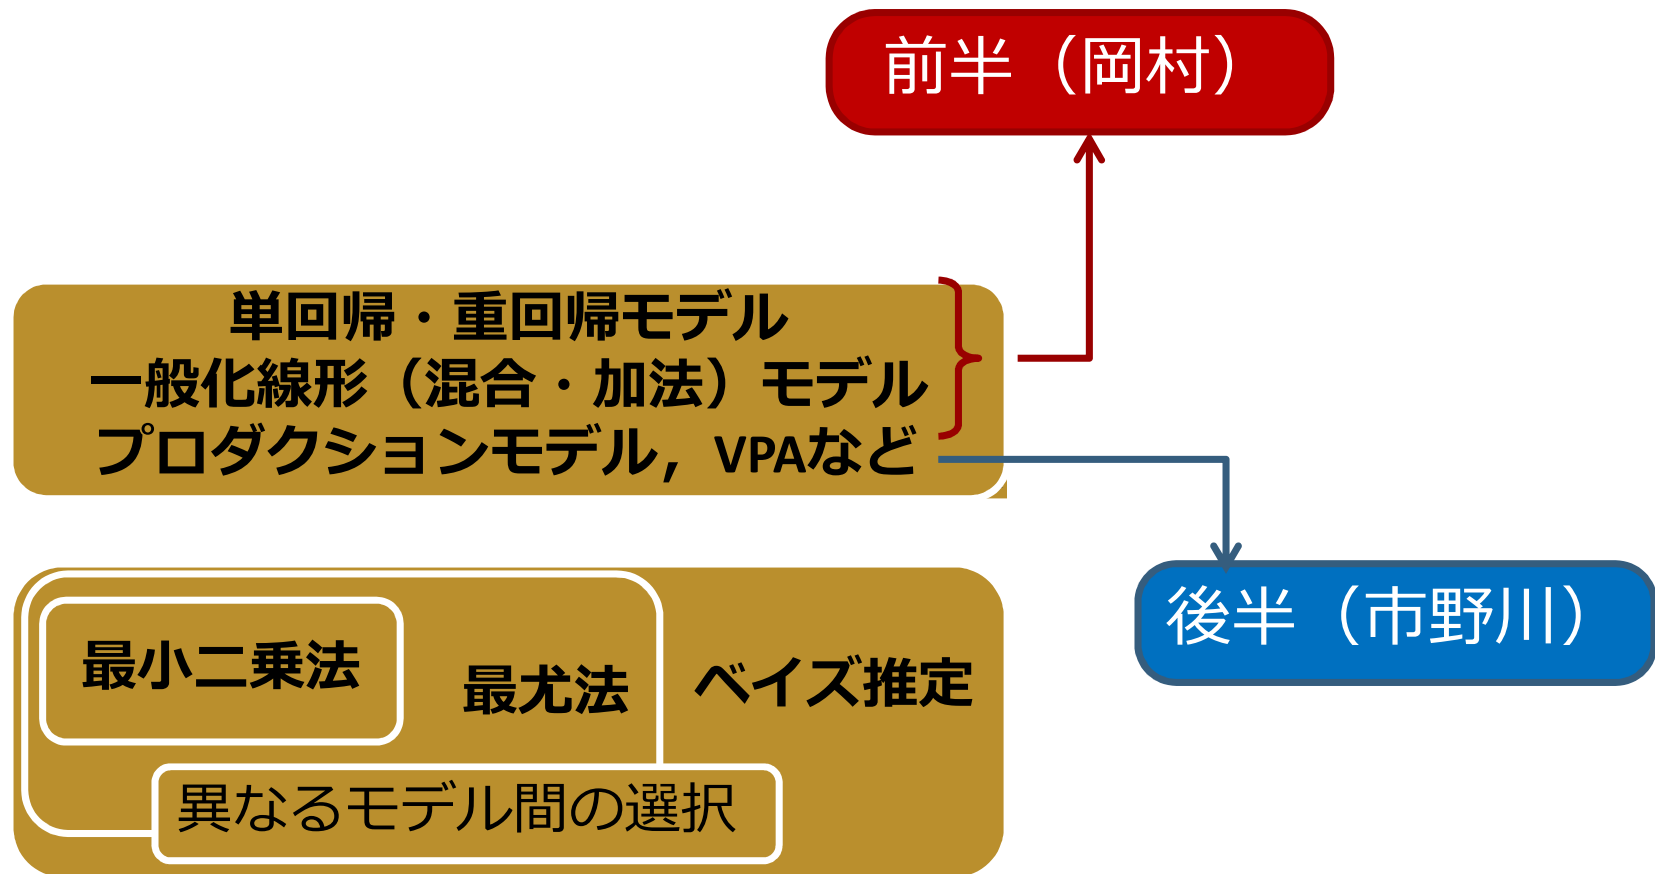 前半（岡村）
単回帰・重回帰モデル
一般化線形（混合・加法）モデル
プロダクションモデル，VPAなど
後半（市野川）
最小二乗法
最尤法
ベイズ推定
異なるモデル間の選択